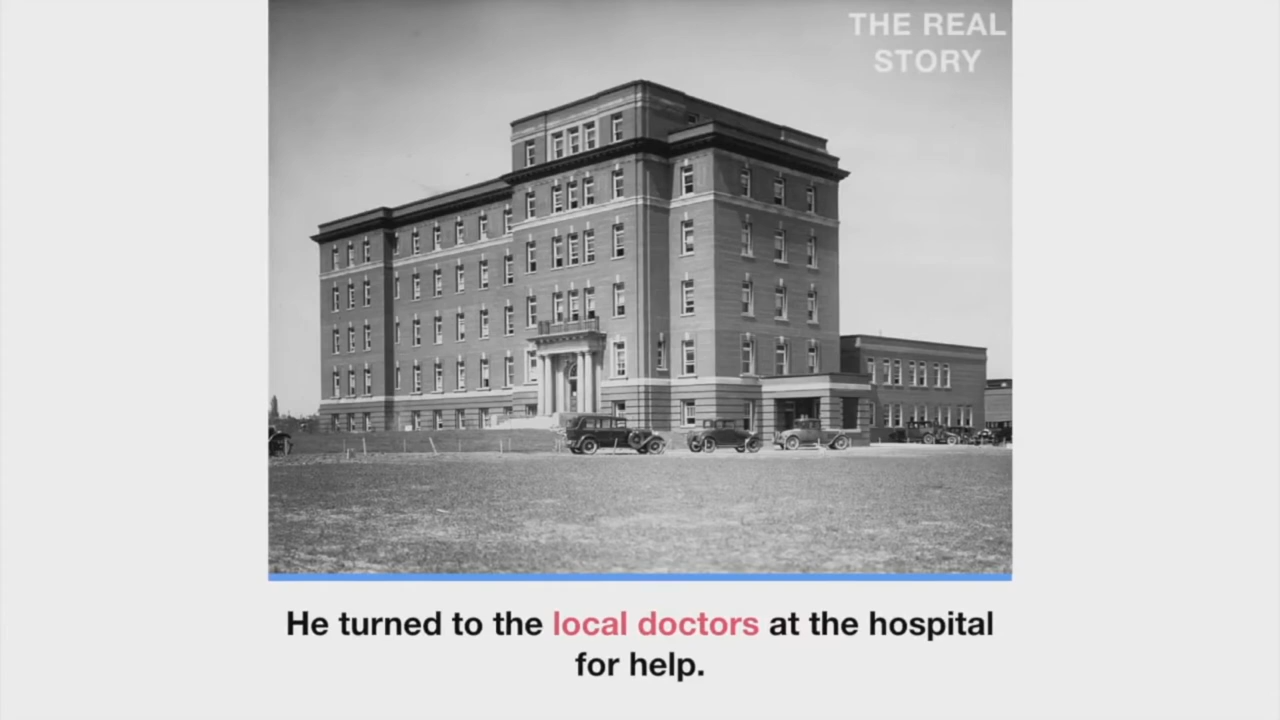 THE REAL
STORY
He turned to the local doctors at the hospital
for help.